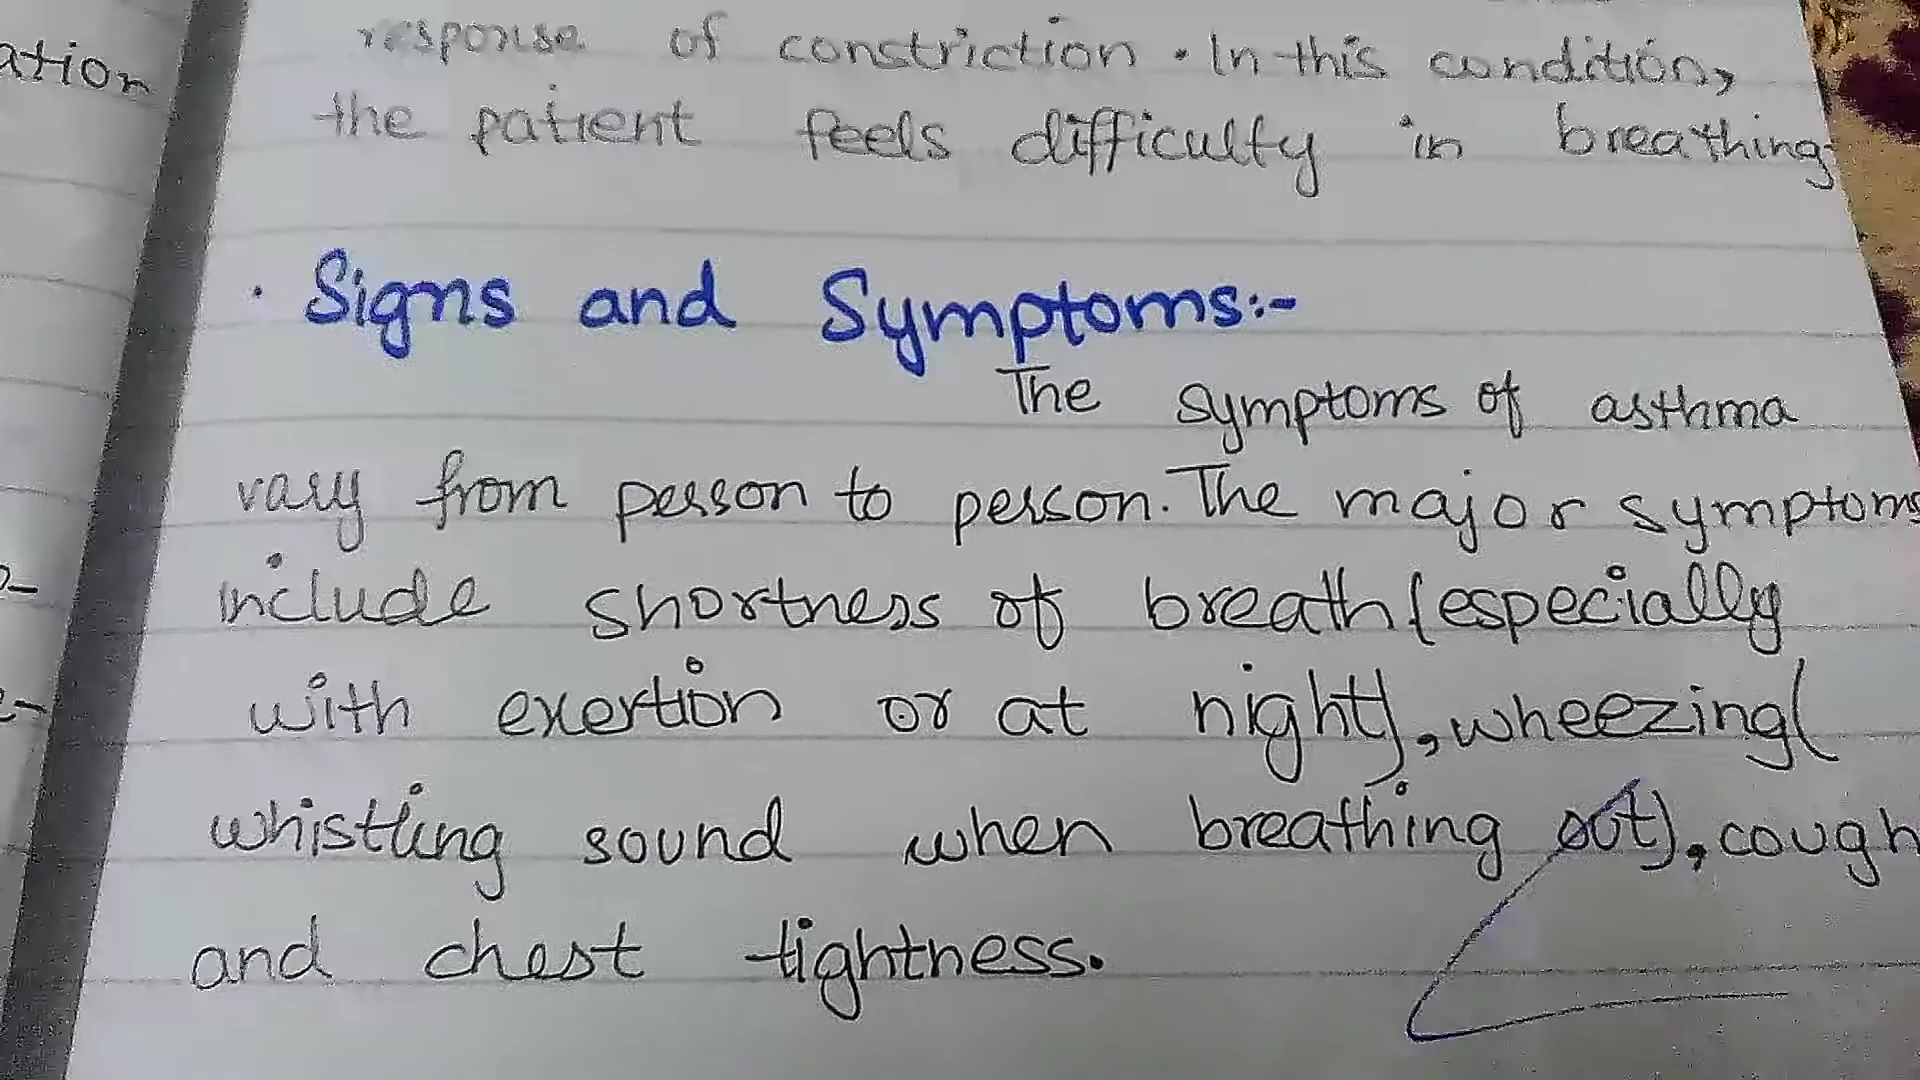 ation
response of constriction. In this condition,
the patient feels difficulty in breathing.
• Signs and Symptoms:-
The symptoms of asthma
vary from person to person. The major symptoms
include shortness of breath (especially
with exertion or at night), wheezing(
whistling sound when breathing out), cough
and chest tightness.